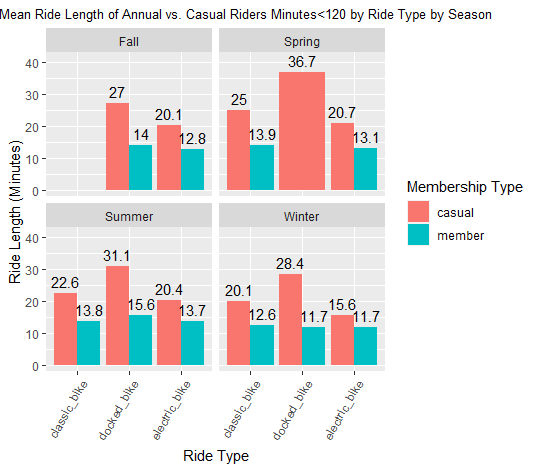 Mean Ride Length of Annual vs. Casual Riders Minutes<120 by Ride Type by Season
Fall
Spring
40
30
20
10
0
27
14
20.1
12.8
25
13.9
36.7
20.7
13.1
Ride Length (Minutes)
Membership Type
casual
member
Summer
Winter
40
30
20
10
0
22.6
13.8
31.1
15.6
20.4
13.7
20.1
12.6
28.4
11.7
15.6
11.7
classic_bike
docked_bike
electric_bike
classic_bike
docked_bike
electric_bike
Ride Type